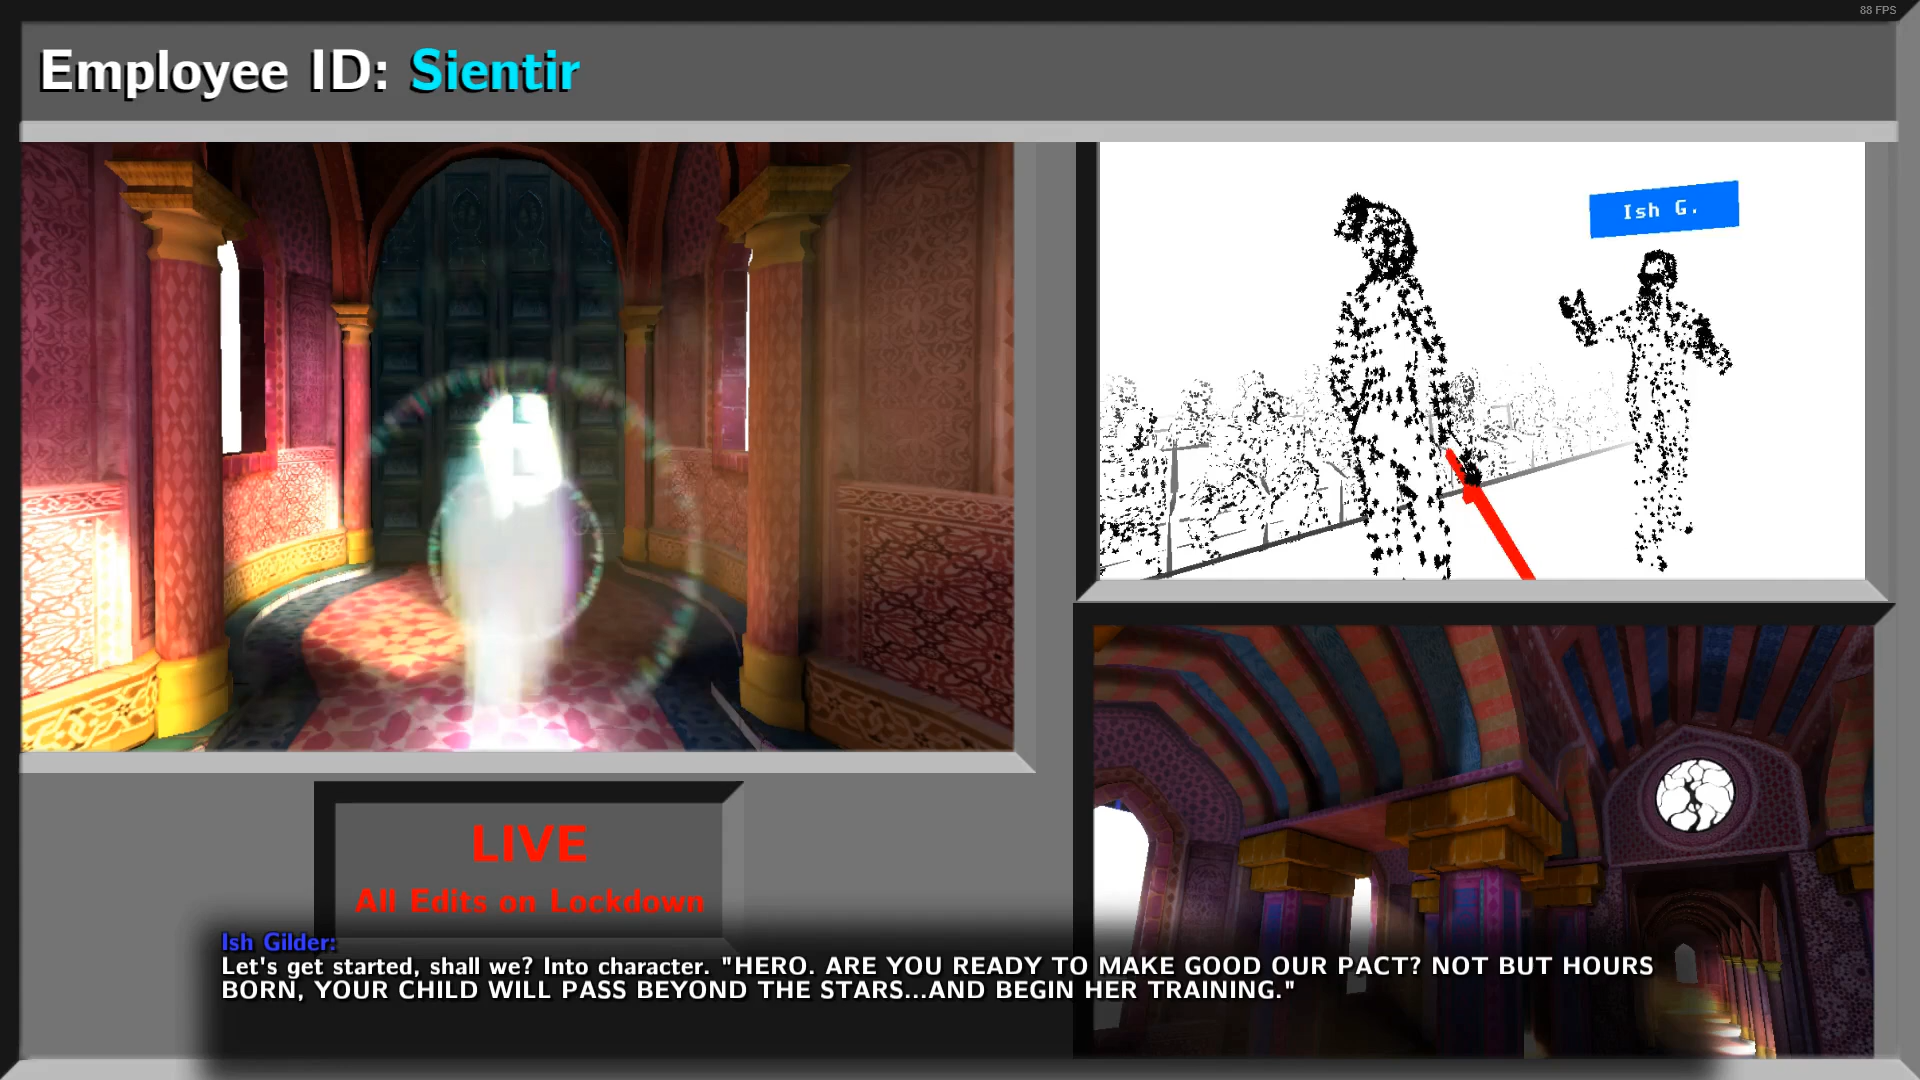 88 FPS
Employee ID: Sientir
Ish G.
LIVE
All Edits on Lockdown
Ish Gilder:
Let's get started, shall we? Into character. "HERO. ARE YOU READY TO MAKE GOOD OUR PACT? NOT BUT HOURS
BORN, YOUR CHILD WILL PASS BEYOND THE STARS...AND BEGIN HER TRAINING."